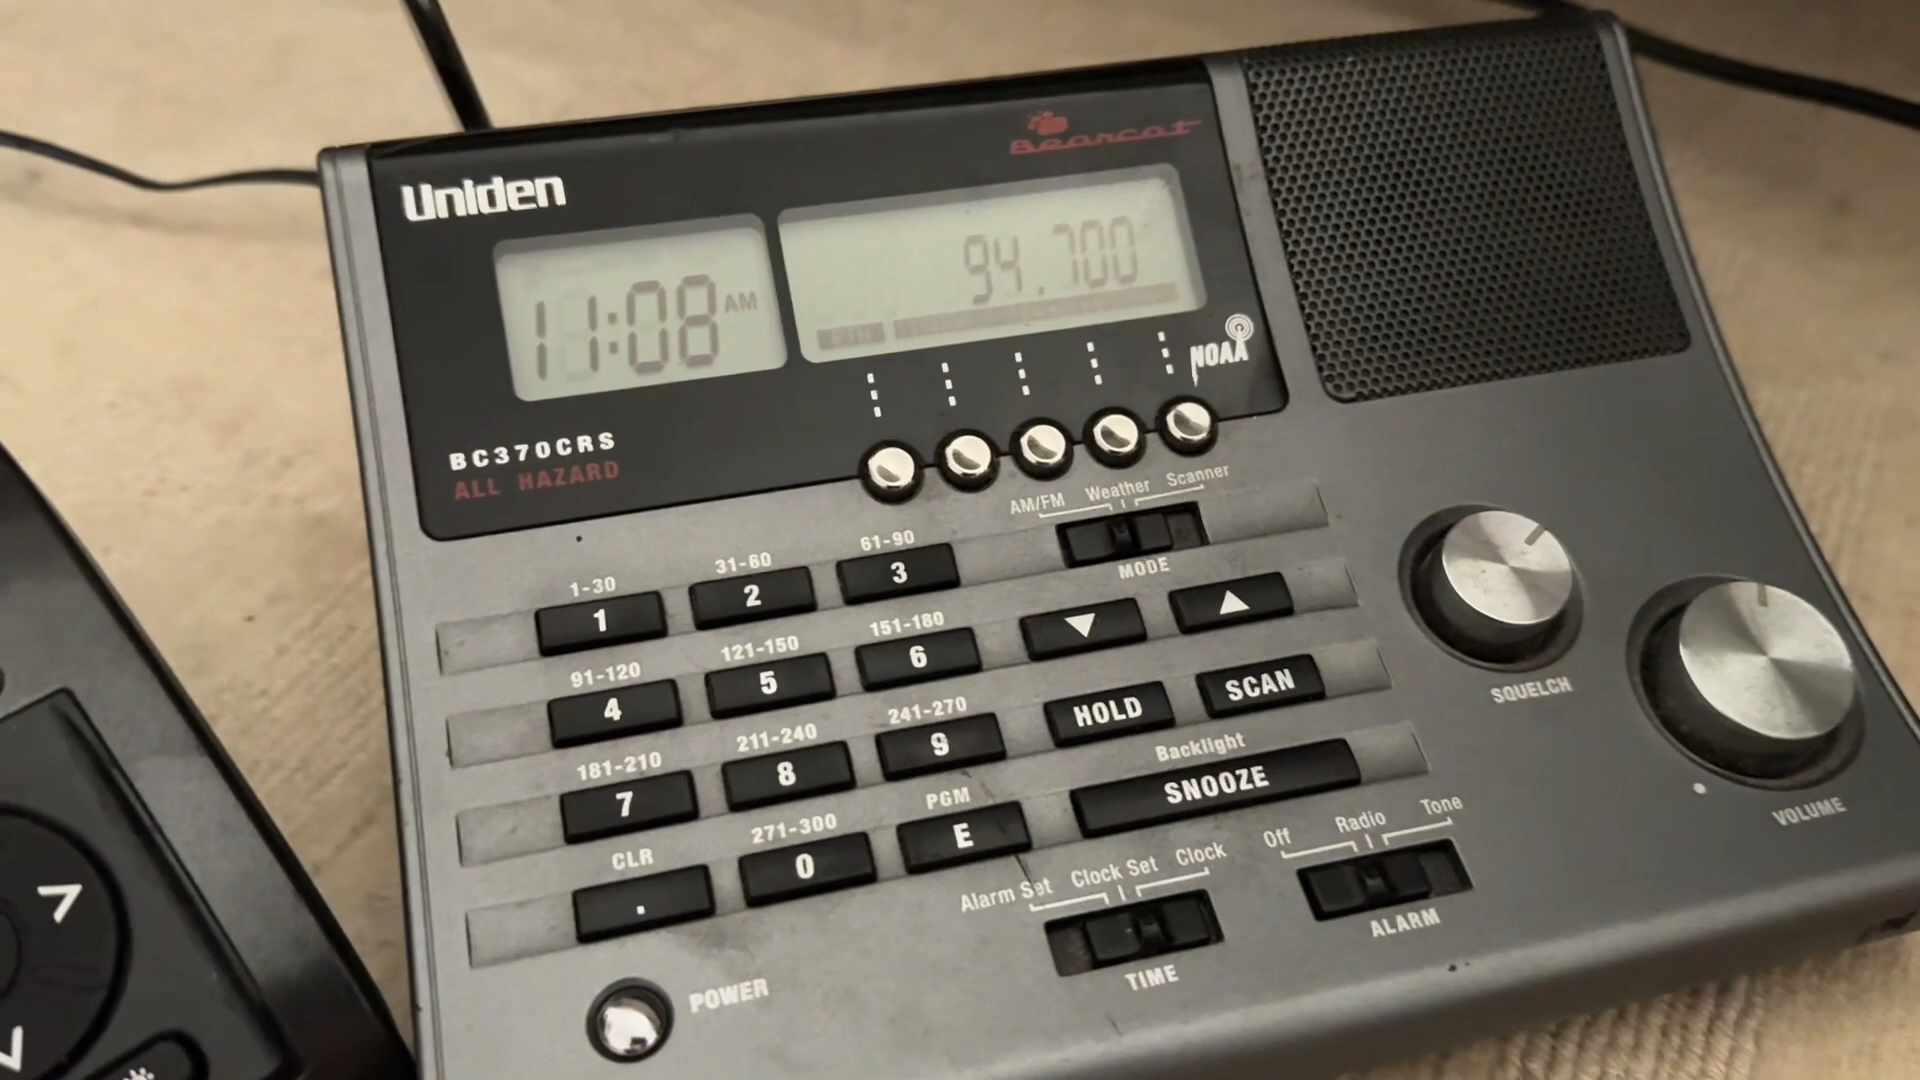 Bearcat
Uniden
11:08 AM
94.700
NOAA
BC370CRS
ALL HAZARD
AM/FM Weather Scanner
MODE
1-30 31-60 61-90
1 2 3
91-120 121-150 151-180
4 5 6
181-210 211-240 241-270
7 8 9
CLR 271-300 PGM
. 0 E
HOLD SCAN
Backlight
SNOOZE
SQUELCH
VOLUME
Alarm Set Clock Set Clock
TIME
Off Radio Tone
ALARM
POWER